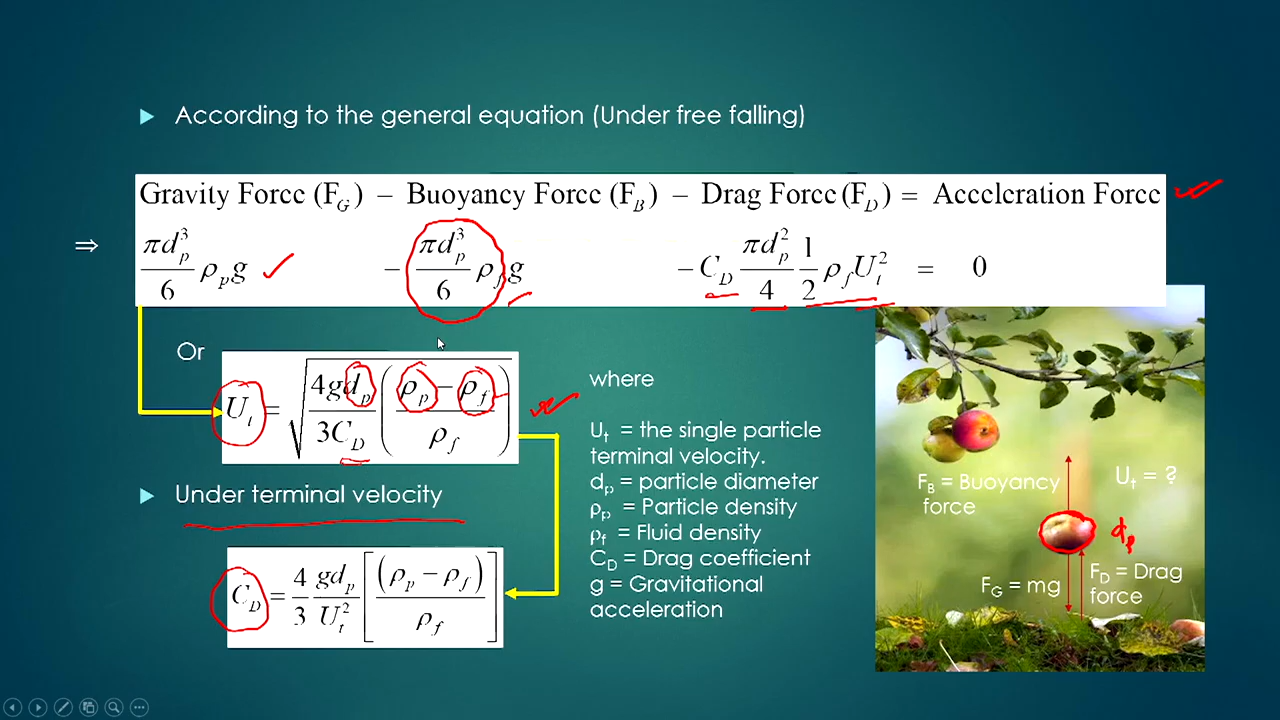 According to the general equation (Under free falling)
Gravity Force (F_G) − Buoyancy Force (F_B) − Drag Force (F_D) = Acceleration Force
⇒ πd_p^3/6 ρ_p g − πd_p^3/6 ρ_f g − C_D πd_p^2/4 1/2 ρ_f U_t^2 = 0
Or
U_t = √(4gd_p/3C_D ((ρ_p − ρ_f)/ρ_f))
Under terminal velocity
C_D = 4/3 gd_p/U_t^2 [(ρ_p − ρ_f)/ρ_f]
where
U_t = the single particle
terminal velocity.
d_p = particle diameter
ρ_p = Particle density
ρ_f = Fluid density
C_D = Drag coefficient
g = Gravitational
acceleration
F_B = Buoyancy
force
U_t = ?
d_p
F_G = mg
F_D = Drag
force